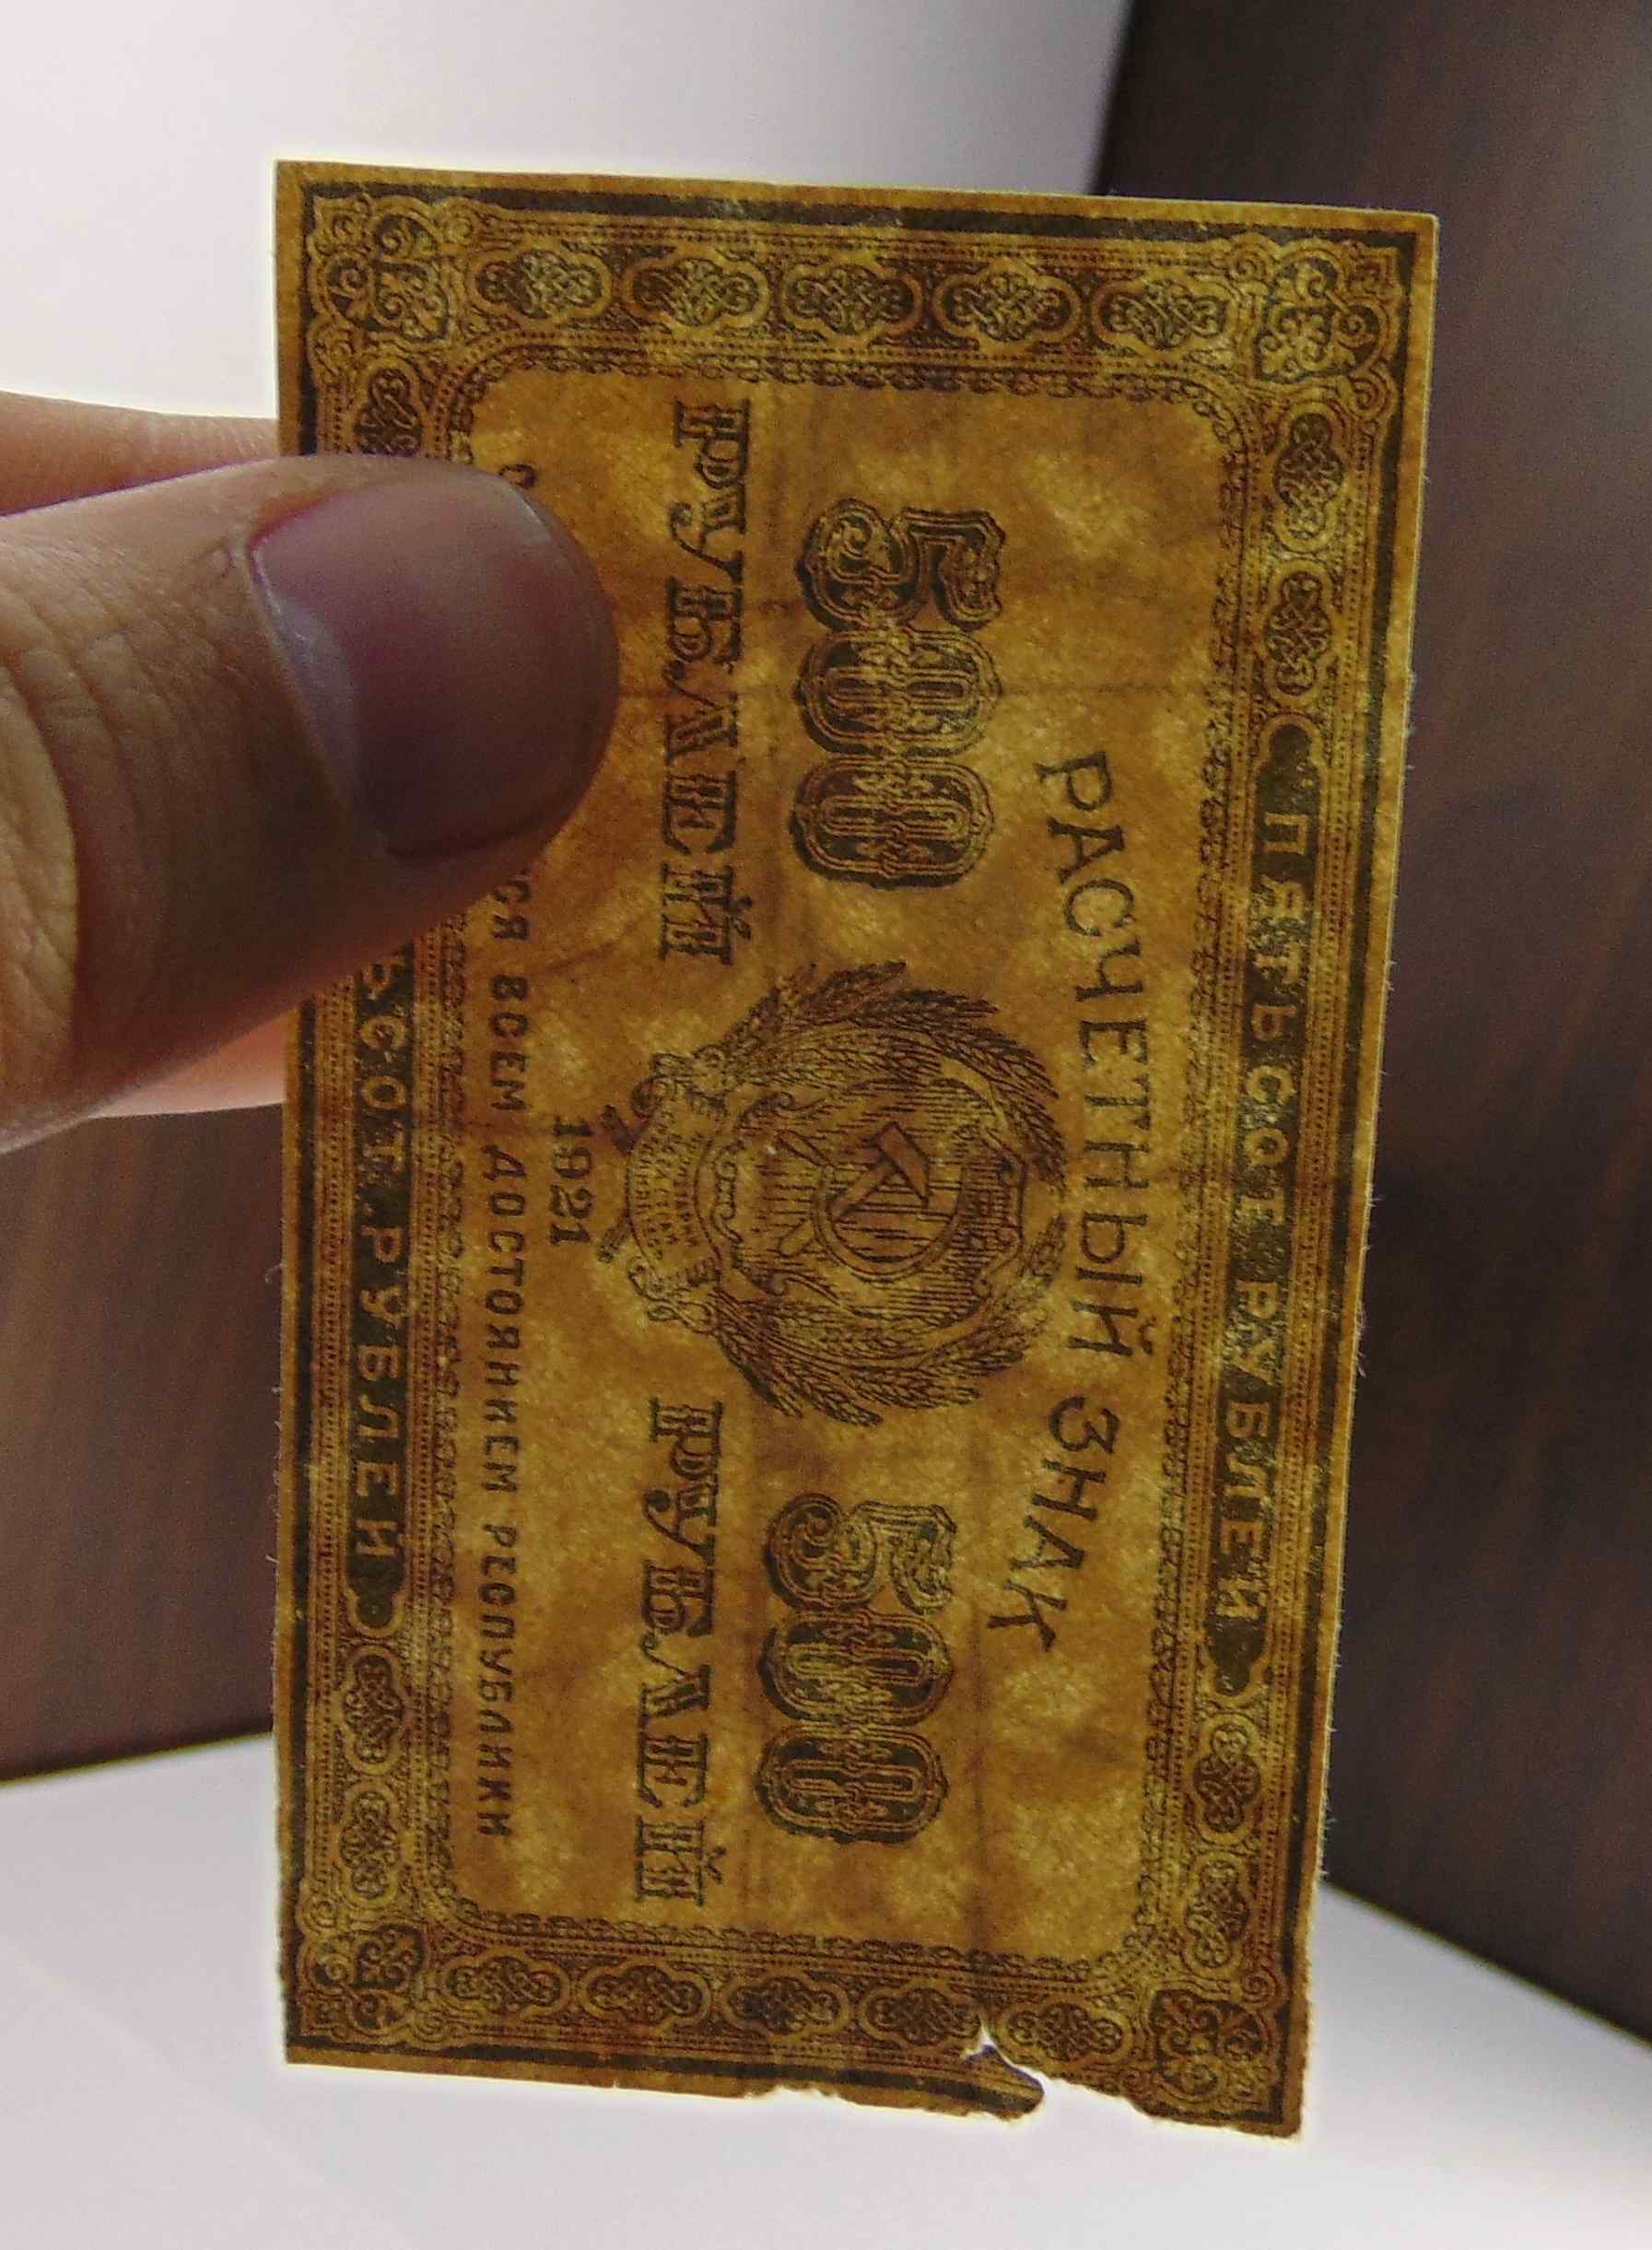 ПЯТЬСОТ РУБЛЕЙ
РАСЧЕТНЫЙ ЗНАК
500 500
РУБЛЕЙ РУБЛЕЙ
1921
ВСЕМ ДОСТОЯНИЕМ РЕСПУБЛИКИ
РУБЛЕЙ